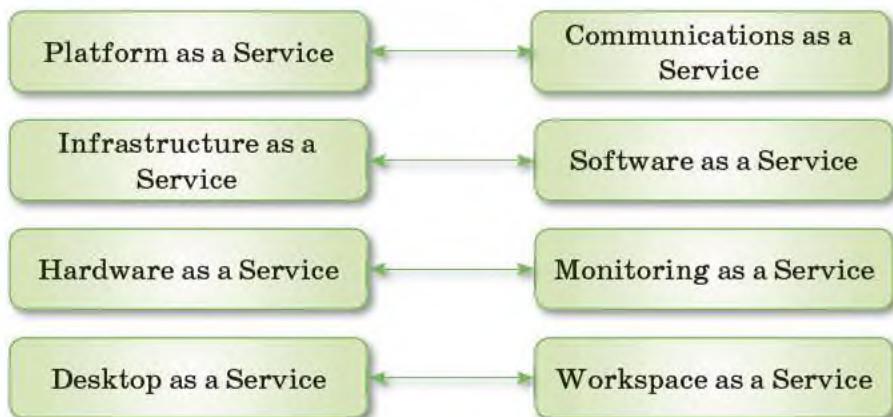 Platform as a Service
Communications as a
Service
Infrastructure as a
Service
Software as a Service
Hardware as a Service
Monitoring as a Service
Desktop as a Service
Workspace as a Service